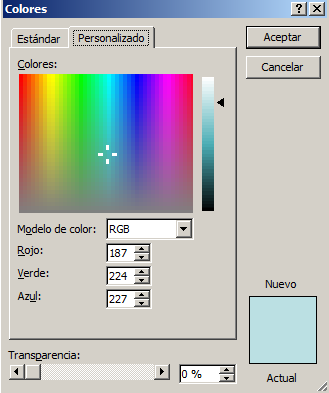 Colores
Estándar
Personalizado
Aceptar
Cancelar
Colores:
Modelo de color: RGB
Rojo: 187
Verde: 224
Azul: 227
Nuevo
Transparencia:
0 %
Actual